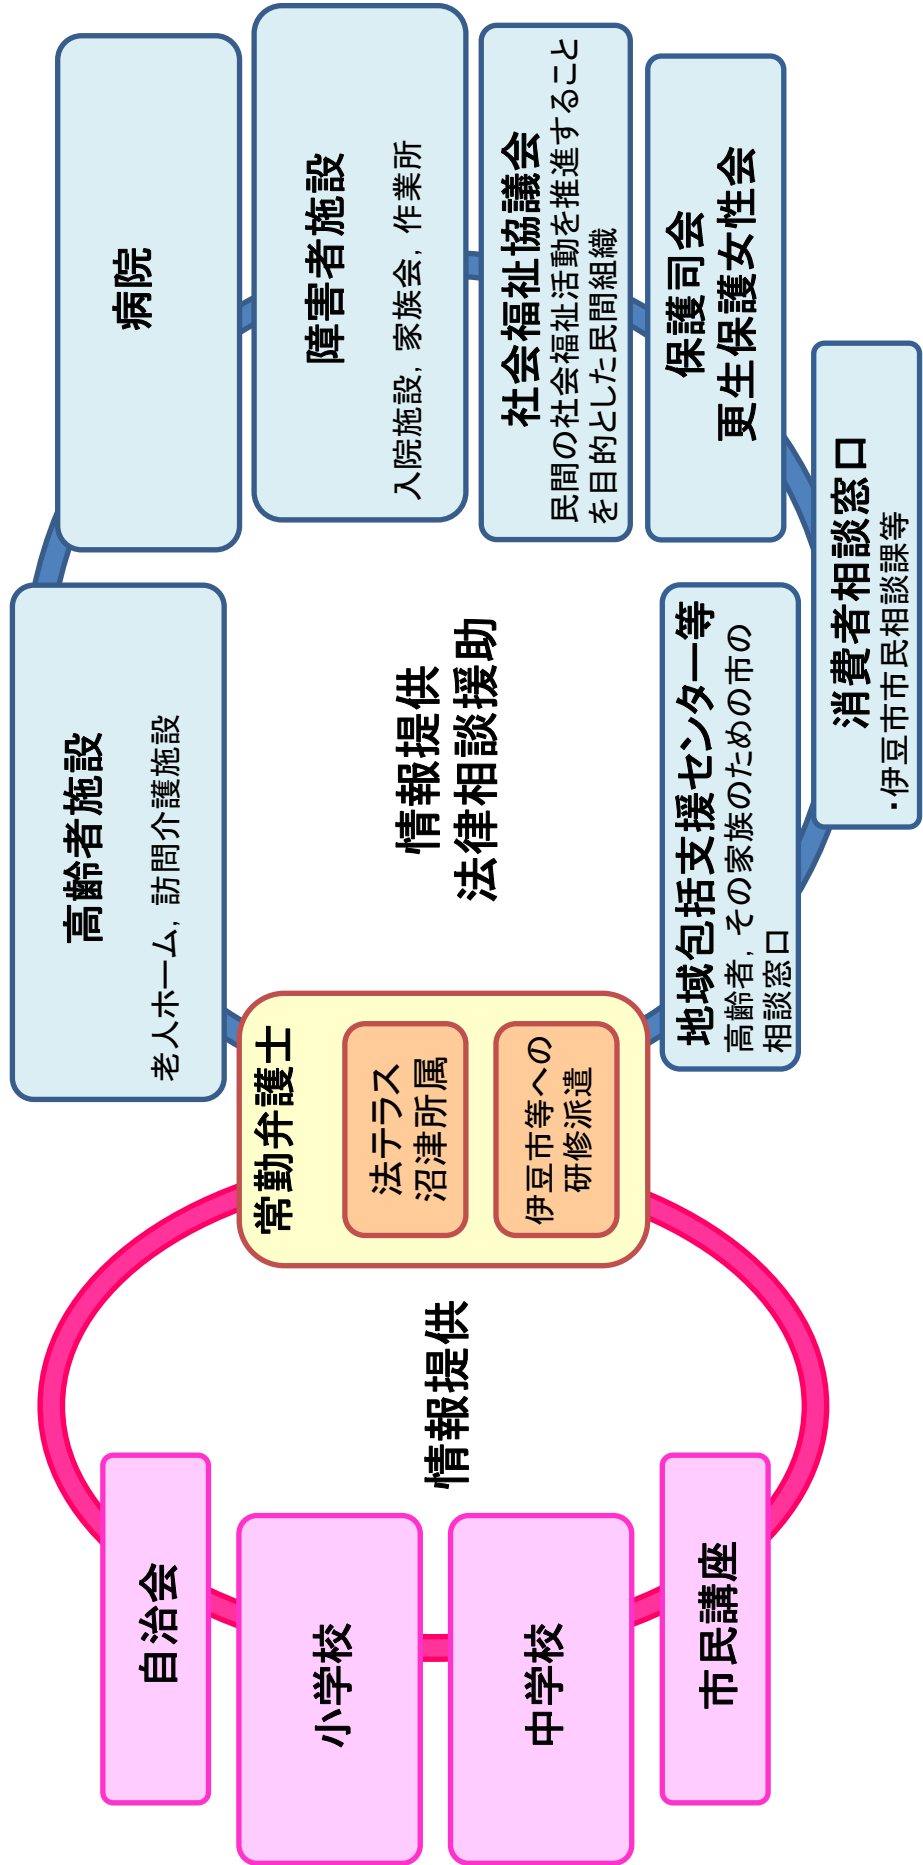 自治会
小学校
中学校
市民講座
情報提供
常勤弁護士
法テラス
沼津所属
伊豆市等への
研修派遣
情報提供
法律相談援助
高齢者施設
老人ホーム，訪問介護施設
病院
障害者施設
入院施設，家族会，作業所
社会福祉協議会
民間の社会福祉活動を推進すること
を目的とした民間組織
保護司会
更生保護女性会
消費者相談窓口
・伊豆市市民相談課等
地域包括支援センター等
高齢者，その家族のための市の
相談窓口